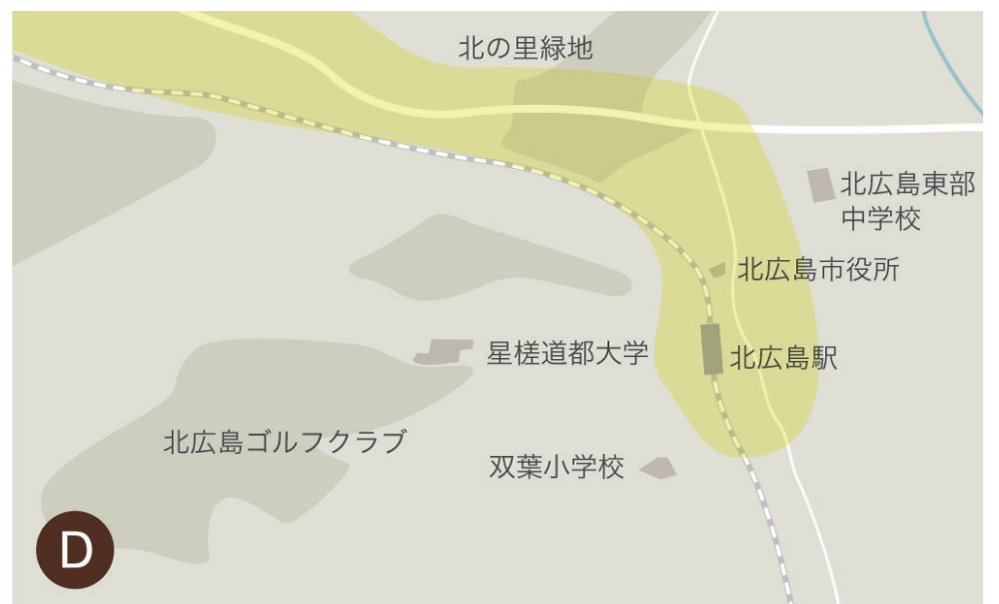 北の里緑地
北広島東部
中学校
北広島市役所
星槎道都大学
北広島駅
北広島ゴルフクラブ
双葉小学校
D